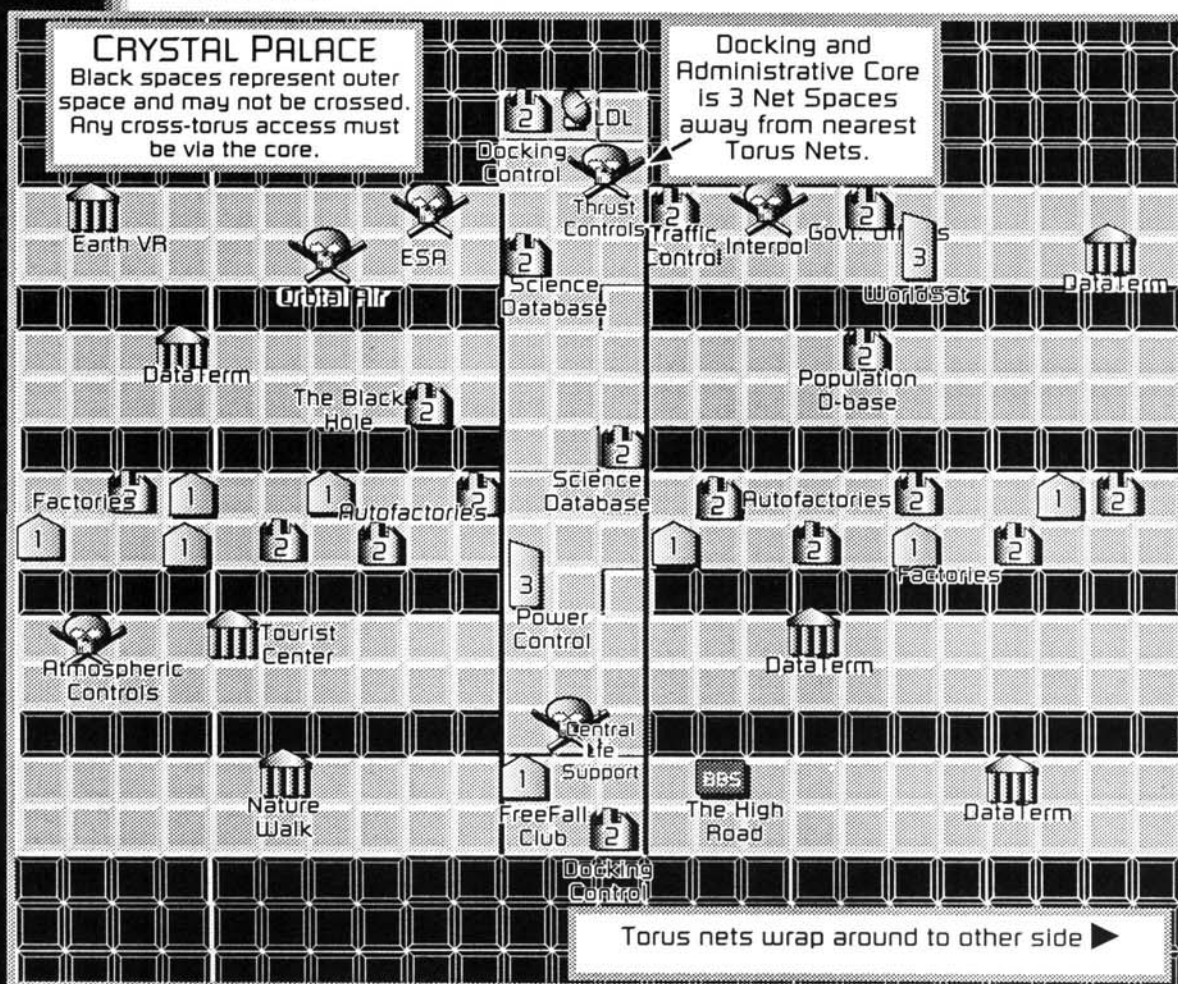 CRYSTAL PALACE
Black spaces represent outer
space and may not be crossed.
Any cross-torus access must
be via the core.
Docking and
Administrative Core
is 3 Net Spaces
away from nearest
Torus Nets.
2
LDL
Docking
Control
Thrust
Controls
Earth VR
Orbital Air
ESA
2
Science
Database
2
Traffic
Control
Interpol
2
Govt. Offices
3
WorldSat
DataTerm
DataTerm
The Black
Hole
2
2
Population
D-base
2
Science
Database
Factories
2
1
1
Autofactories
2
1
1
2
2
2
Autofactories
2
1
2
1
2
1
Factories
2
3
Power
Control
Atmospheric
Controls
Tourist
Center
DataTerm
Central
Life
Support
Nature
Walk
1
FreeFall
Club
2
Docking
Control
BBS
The High
Road
DataTerm
Torus nets wrap around to other side